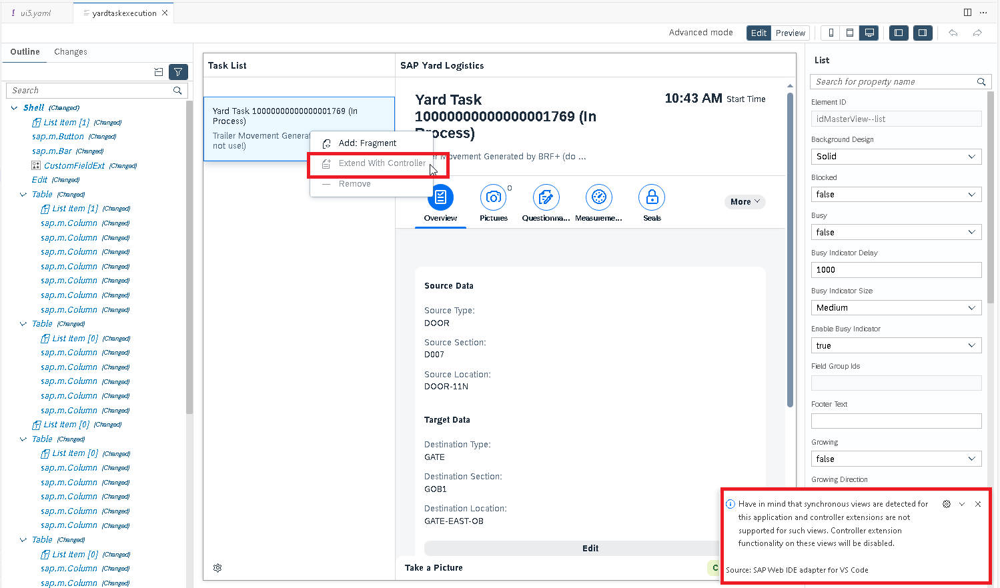 ui5.yaml
yardtaskexecution
Advanced mode
Edit
Preview
Outline
Changes
Search
Shell (Changed)
List Item [1] (Changed)
sap.m.Button (Changed)
sap.m.Bar (Changed)
CustomFieldExt (Changed)
Edit (Changed)
Table (Changed)
List Item [1] (Changed)
sap.m.Column (Changed)
sap.m.Column (Changed)
sap.m.Column (Changed)
sap.m.Column (Changed)
sap.m.Column (Changed)
sap.m.Column (Changed)
sap.m.Column (Changed)
Table (Changed)
List Item [0] (Changed)
sap.m.Column (Changed)
sap.m.Column (Changed)
sap.m.Column (Changed)
sap.m.Column (Changed)
sap.m.Column (Changed)
List Item [0] (Changed)
Table (Changed)
List Item [0] (Changed)
sap.m.Column (Changed)
sap.m.Column (Changed)
sap.m.Column (Changed)
sap.m.Column (Changed)
sap.m.Column (Changed)
Table (Changed)
List Item [0] (Changed)
sap.m.Column (Changed)
sap.m.Column (Changed)
Task List
Yard Task 10000000000000001769 (In
Process)
Trailer Movement Genera
not use!)
Add: Fragment
Extend With Controller
Remove
SAP Yard Logistics
Yard Task
10000000000000001769 (In
Process)
10:43 AM Start Time
Movement Generated by BRF+ (do ...
Overview
0
Pictures
Questionna...
Measureme...
Seals
More
Source Data
Source Type:
DOOR
Source Section:
D007
Source Location:
DOOR-11N
Target Data
Destination Type:
GATE
Destination Section:
GOB1
Destination Location:
GATE-EAST-OB
Edit
Take a Picture
C
List
Search for property name
Element ID
idMasterView--list
Background Design
Solid
Blocked
false
Busy
false
Busy Indicator Delay
1000
Busy Indicator Size
Medium
Enable Busy Indicator
true
Field Group Ids
Footer Text
Growing
false
Growing Direction
Have in mind that synchronous views are detected for
this application and controller extensions are not
supported for such views. Controller extension
functionality on these views will be disabled.
Source: SAP Web IDE adapter for VS Code